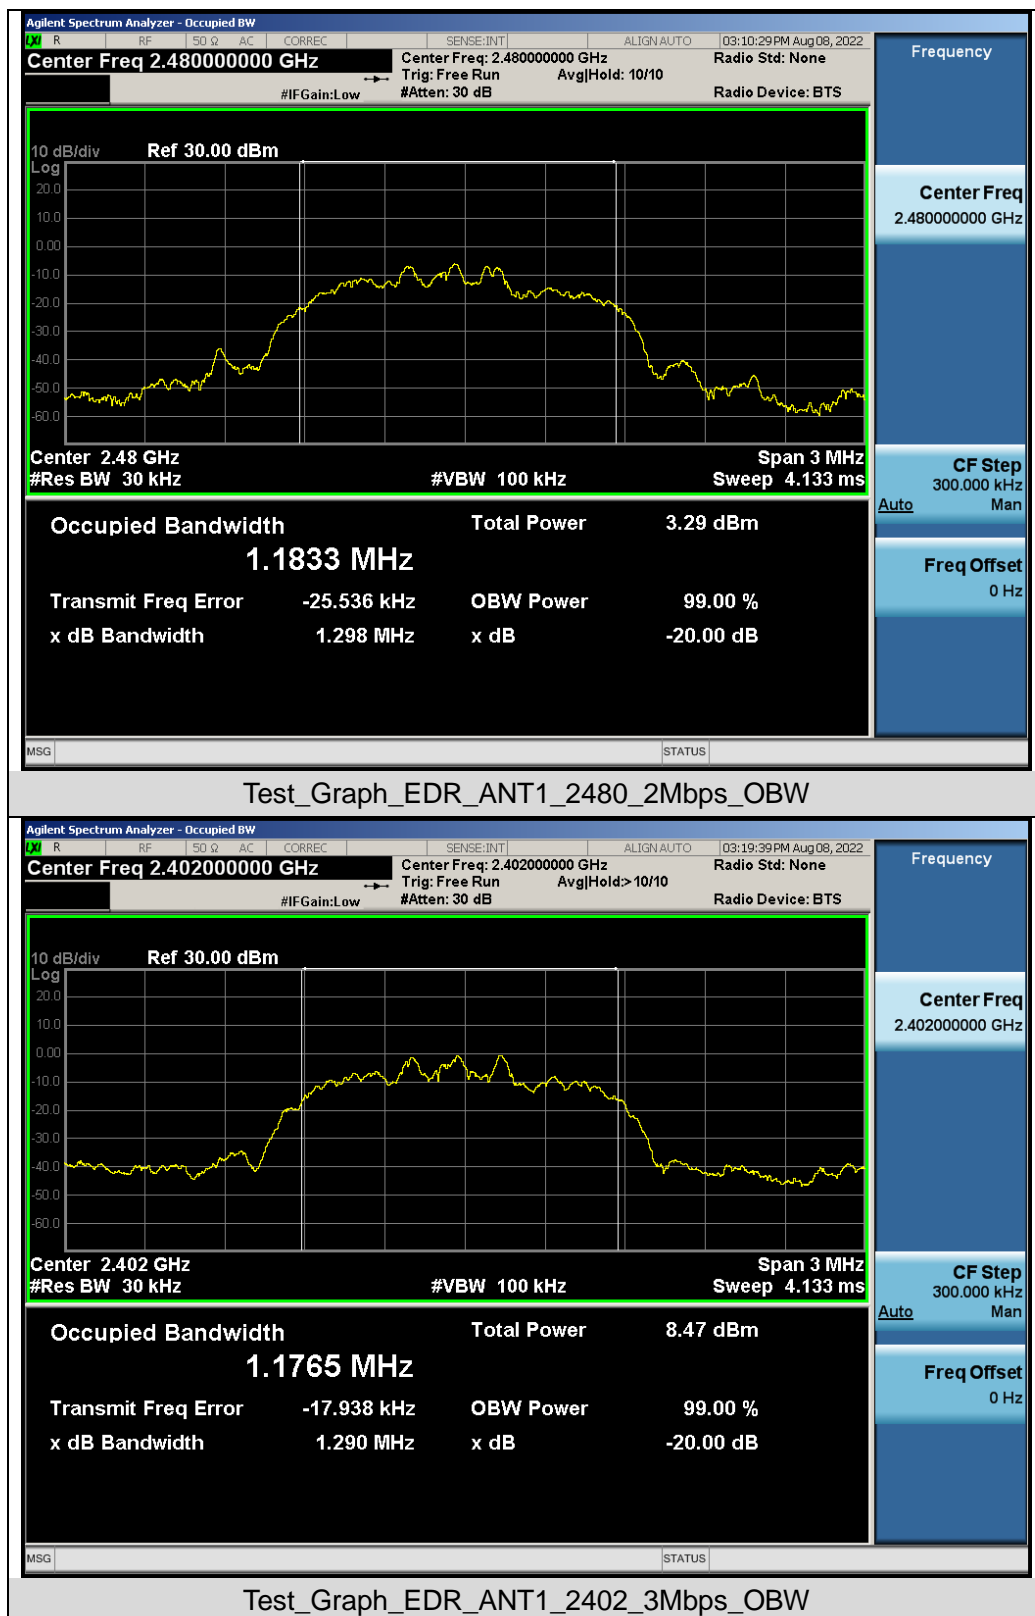 Agilent Spectrum Analyzer - Occupied BW
LXI R RF 50 Ω AC CORREC SENSE:INT ALIGN AUTO 03:10:29 PM Aug 08, 2022
Center Freq 2.480000000 GHz
Center Freq: 2.480000000 GHz Radio Std: None
Trig: Free Run Avg|Hold: 10/10
#IFGain:Low #Atten: 30 dB Radio Device: BTS
Frequency
10 dB/div Ref 30.00 dBm
Log
20.0
10.0
0.00
-10.0
-20.0
-30.0
-40.0
-50.0
-60.0
Center 2.48 GHz Span 3 MHz
#Res BW 30 kHz #VBW 100 kHz Sweep 4.133 ms
Center Freq
2.480000000 GHz
CF Step
300.000 kHz
Auto Man
Freq Offset
0 Hz
Occupied Bandwidth Total Power 3.29 dBm
1.1833 MHz
Transmit Freq Error -25.536 kHz OBW Power 99.00 %
x dB Bandwidth 1.298 MHz x dB -20.00 dB
MSG STATUS
Test_Graph_EDR_ANT1_2480_2Mbps_OBW
Agilent Spectrum Analyzer - Occupied BW
LXI R RF 50 Ω AC CORREC SENSE:INT ALIGN AUTO 03:19:39 PM Aug 08, 2022
Center Freq 2.402000000 GHz
Center Freq: 2.402000000 GHz Radio Std: None
Trig: Free Run Avg|Hold:>10/10
#IFGain:Low #Atten: 30 dB Radio Device: BTS
Frequency
10 dB/div Ref 30.00 dBm
Log
20.0
10.0
0.00
-10.0
-20.0
-30.0
-40.0
-50.0
-60.0
Center 2.402 GHz Span 3 MHz
#Res BW 30 kHz #VBW 100 kHz Sweep 4.133 ms
Center Freq
2.402000000 GHz
CF Step
300.000 kHz
Auto Man
Freq Offset
0 Hz
Occupied Bandwidth Total Power 8.47 dBm
1.1765 MHz
Transmit Freq Error -17.938 kHz OBW Power 99.00 %
x dB Bandwidth 1.290 MHz x dB -20.00 dB
MSG STATUS
Test_Graph_EDR_ANT1_2402_3Mbps_OBW